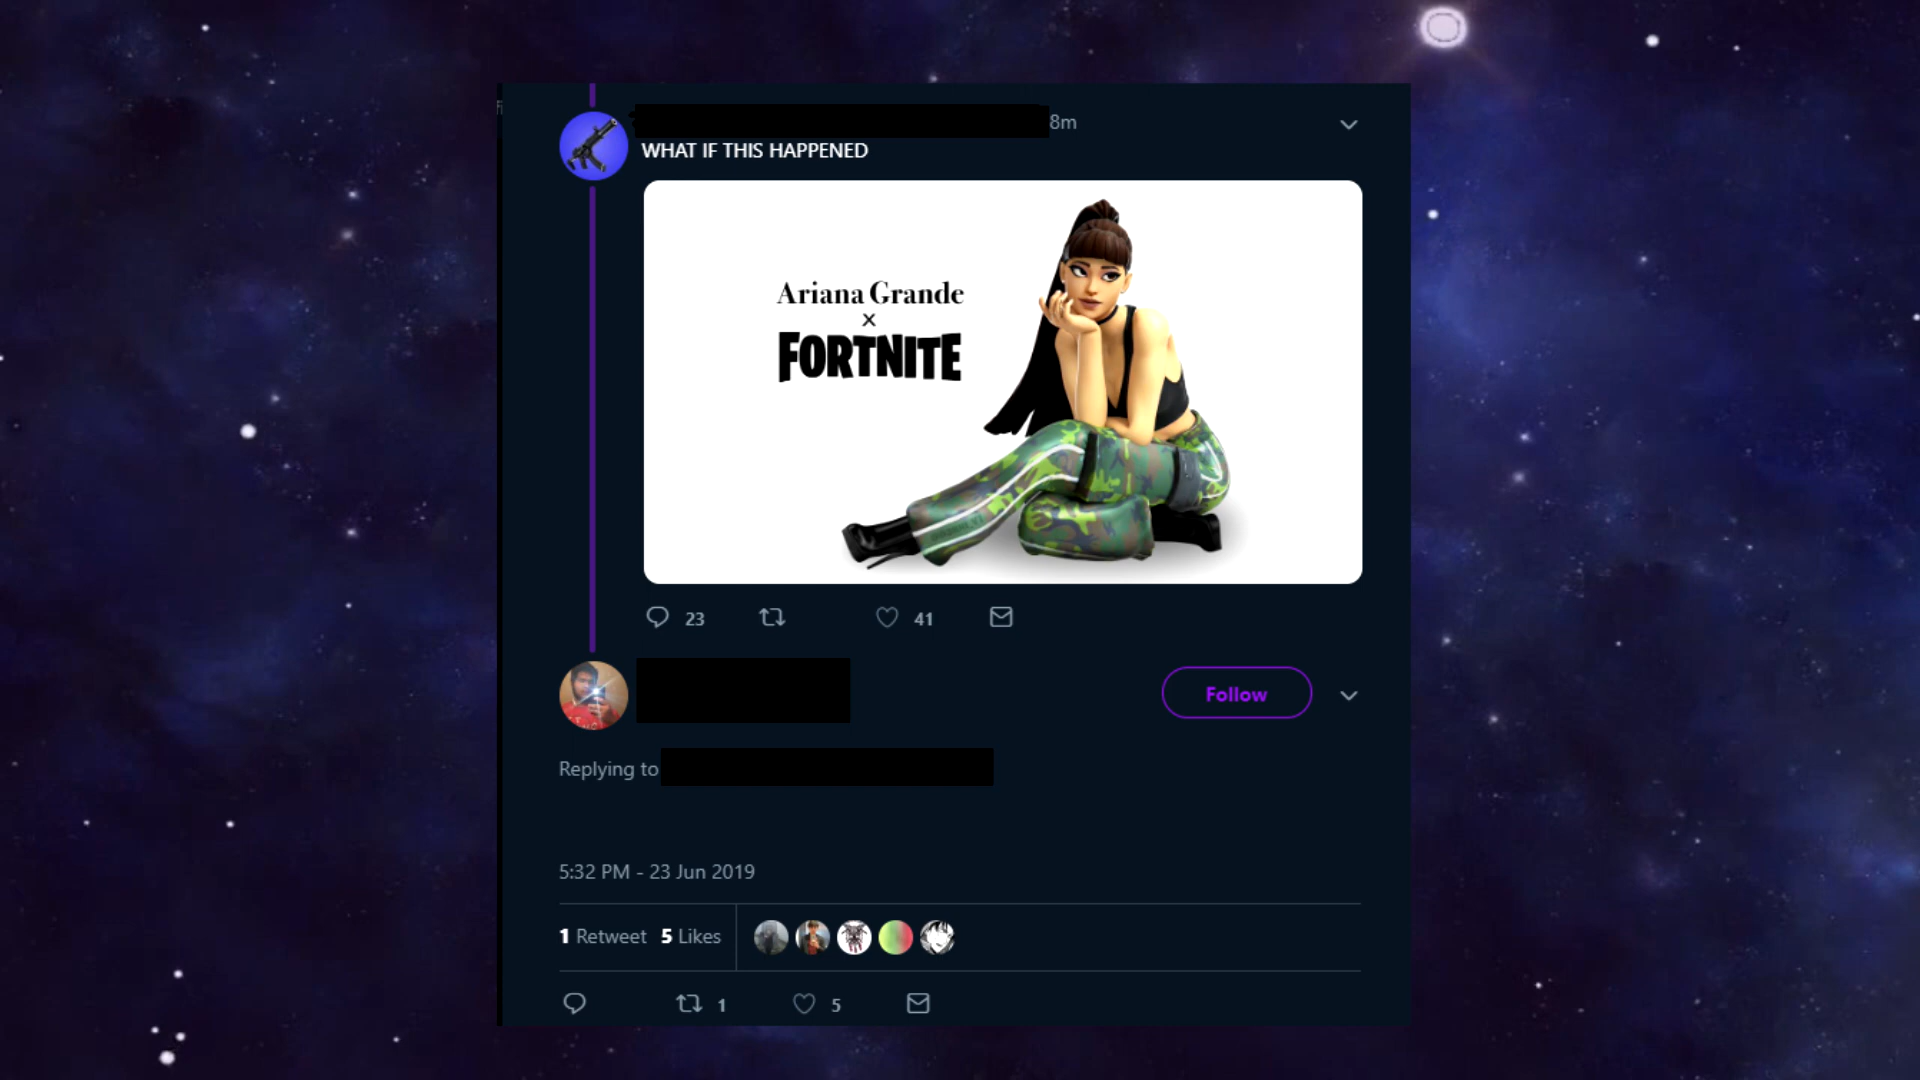 8m
WHAT IF THIS HAPPENED
Ariana Grande
x
FORTNITE
23
41
Follow
Replying to
5:32 PM - 23 Jun 2019
1 Retweet 5 Likes
1
5